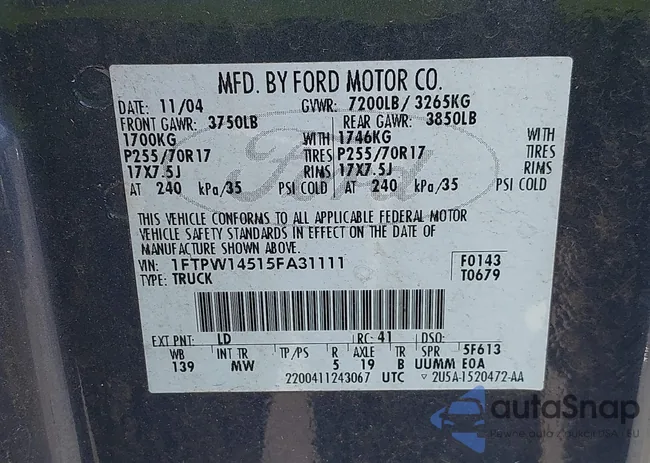 MFD. BY FORD MOTOR CO.
DATE: 11/04 GVWR: 7200LB/ 3265KG
FRONT GAWR: 3750LB REAR GAWR: 3850LB
1700KG WITH 1746KG WITH
P255/70R17 TIRES P255/70R17 TIRES
17X7.5J RIMS 17X7.5J RIMS
AT 240 kPa/35 PSI COLD AT 240 kPa/35 PSI COLD
Ford
THIS VEHICLE CONFORMS TO ALL APPLICABLE FEDERAL MOTOR
VEHICLE SAFETY STANDARDS IN EFFECT ON THE DATE OF
MANUFACTURE SHOWN ABOVE.
VIN: 1FTPW14515FA31111 F0143
TYPE: TRUCK T0679
EXT PNT: LD RC: 41 DSO:
WB INT TR TP/PS R AXLE TR SPR 5F613
139 MW 5 19 B UUMM E0A
2200411243067 UTC 2U5A-1520472-AA
autoSnap